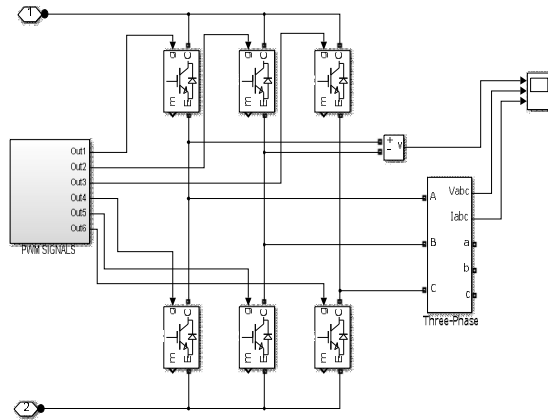 1
g C
m E
g C
m E
g C
m E
+
-
v
Out1
Out2
Out3
Out4
Out5
Out6
PWM SIGNALS
A
B
C
Vabc
Iabc
a
b
c
Three-Phase
g C
m E
g C
m E
g C
m E
2